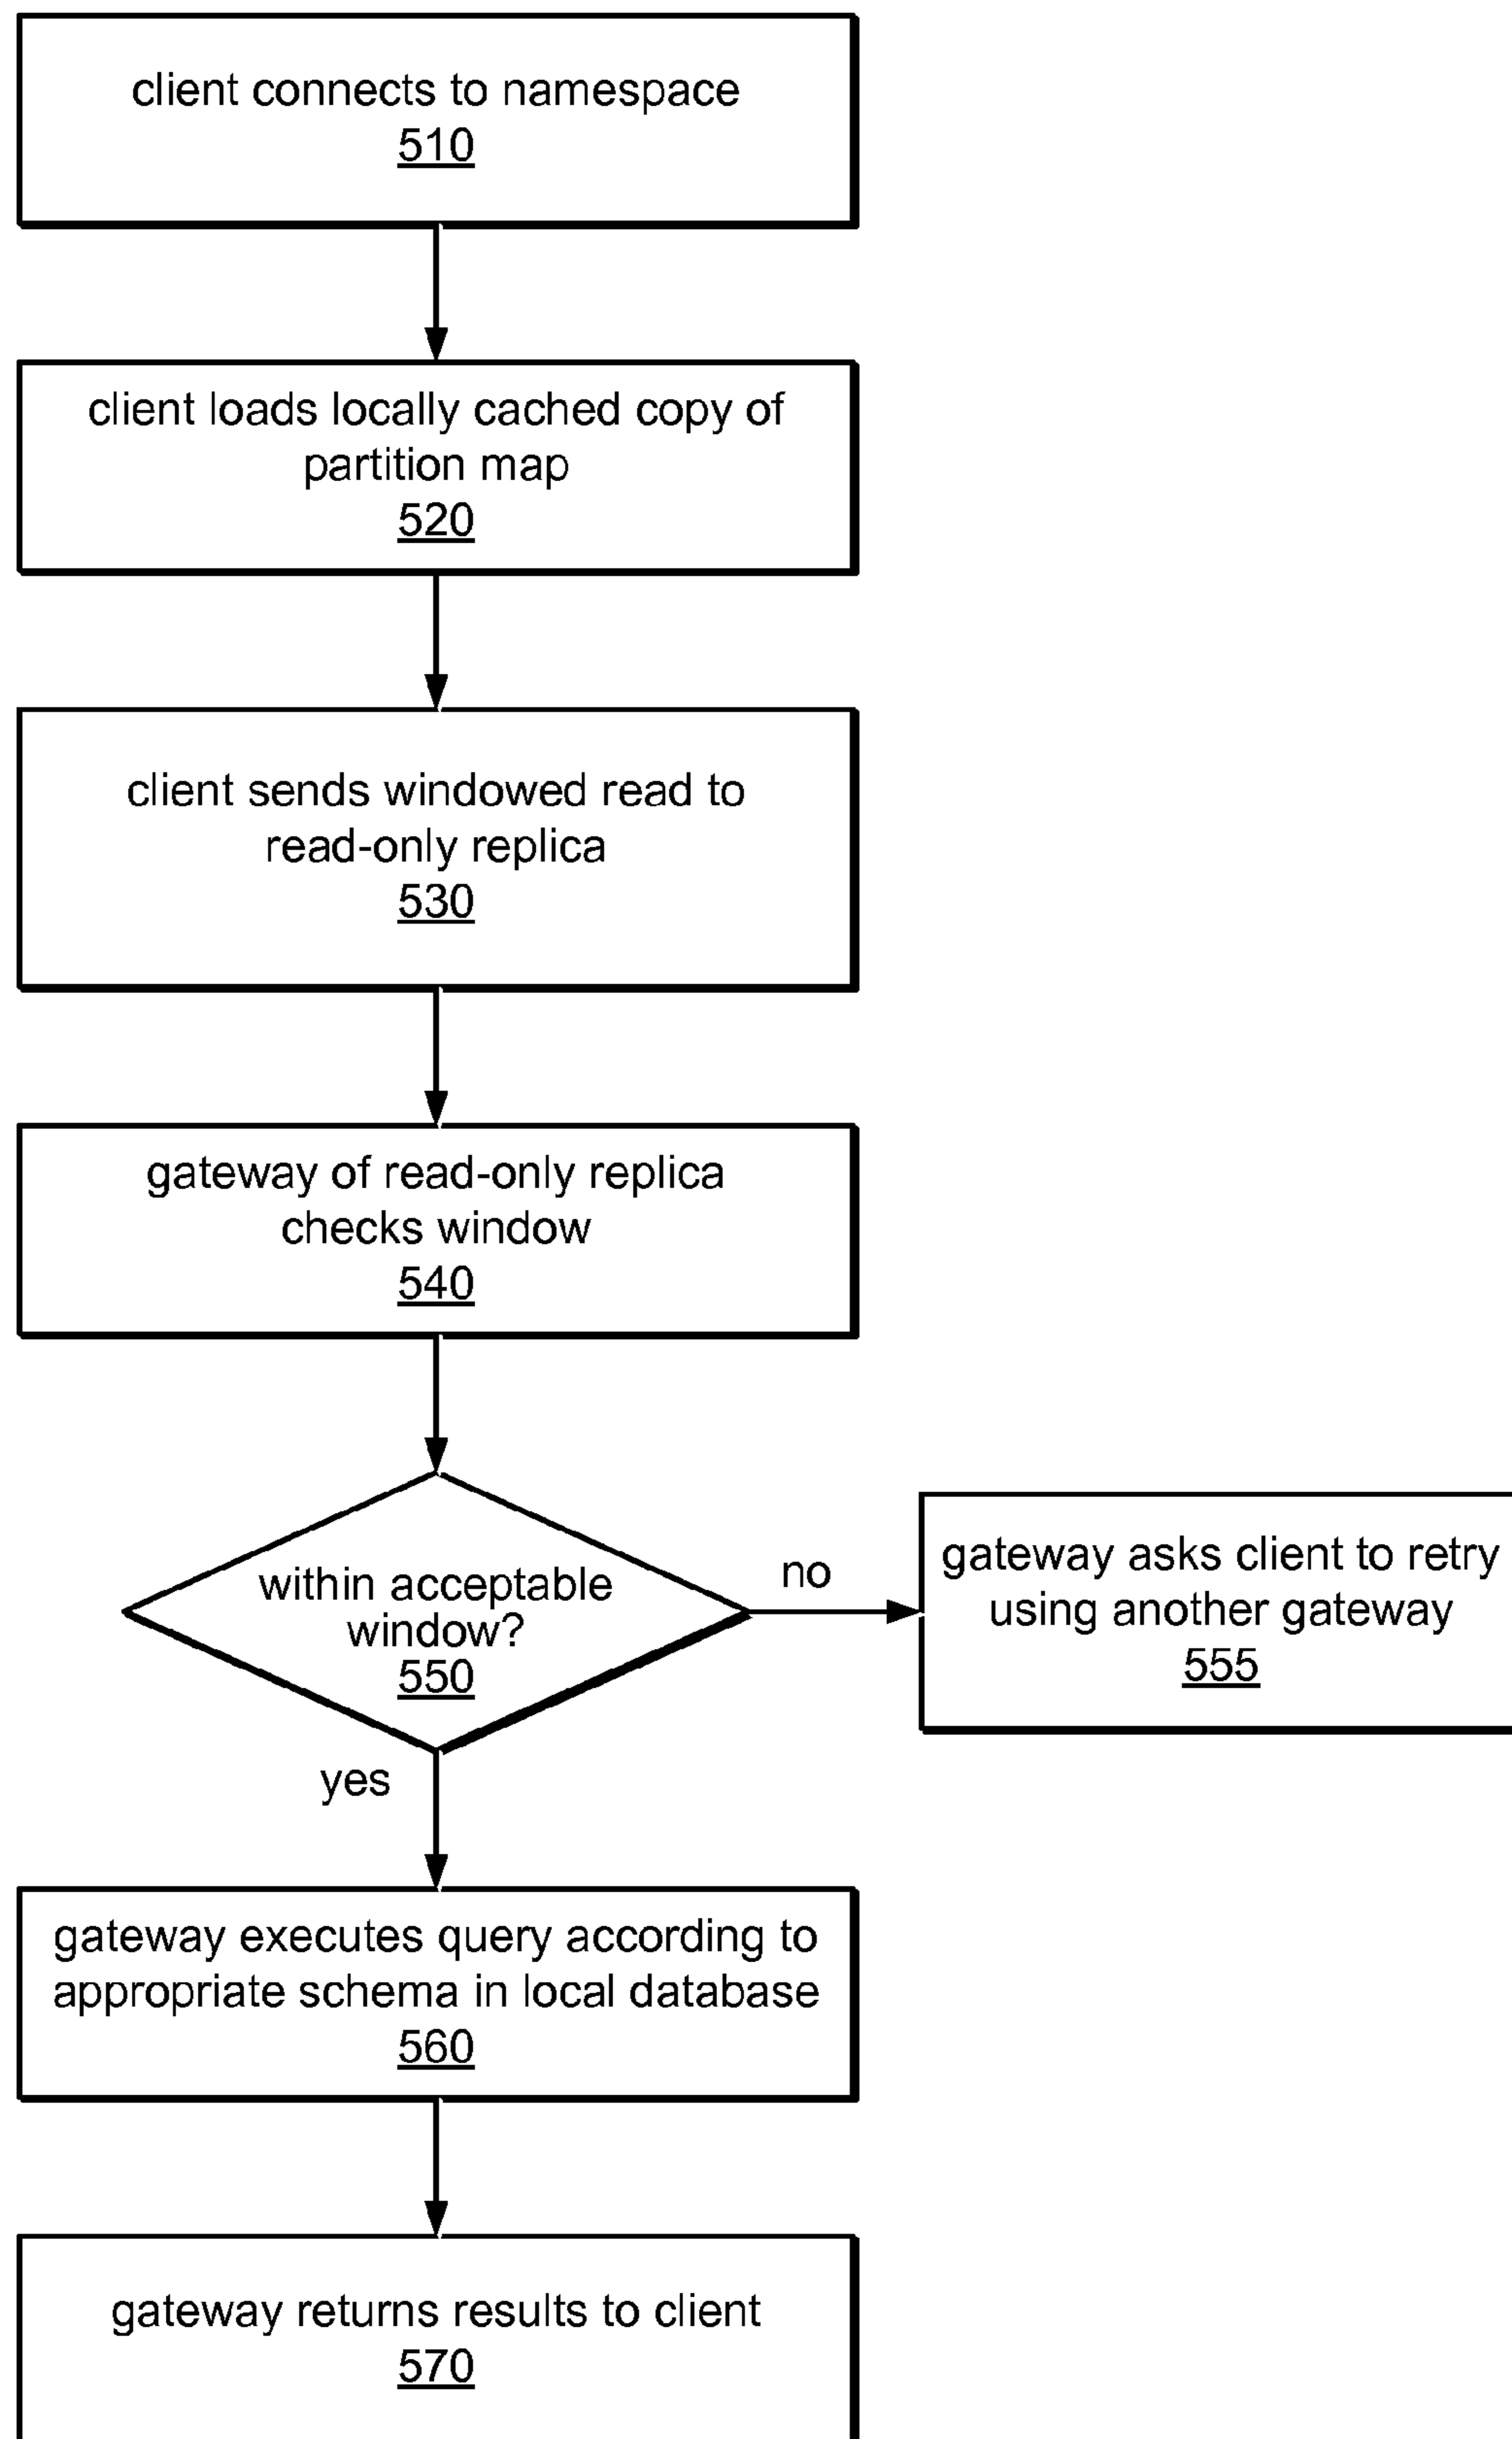 client connects to namespace
510
client loads locally cached copy of
partition map
520
client sends windowed read to
read-only replica
530
gateway of read-only replica
checks window
540
within acceptable
window?
550
no
gateway asks client to retry
using another gateway
555
yes
gateway executes query according to
appropriate schema in local database
560
gateway returns results to client
570